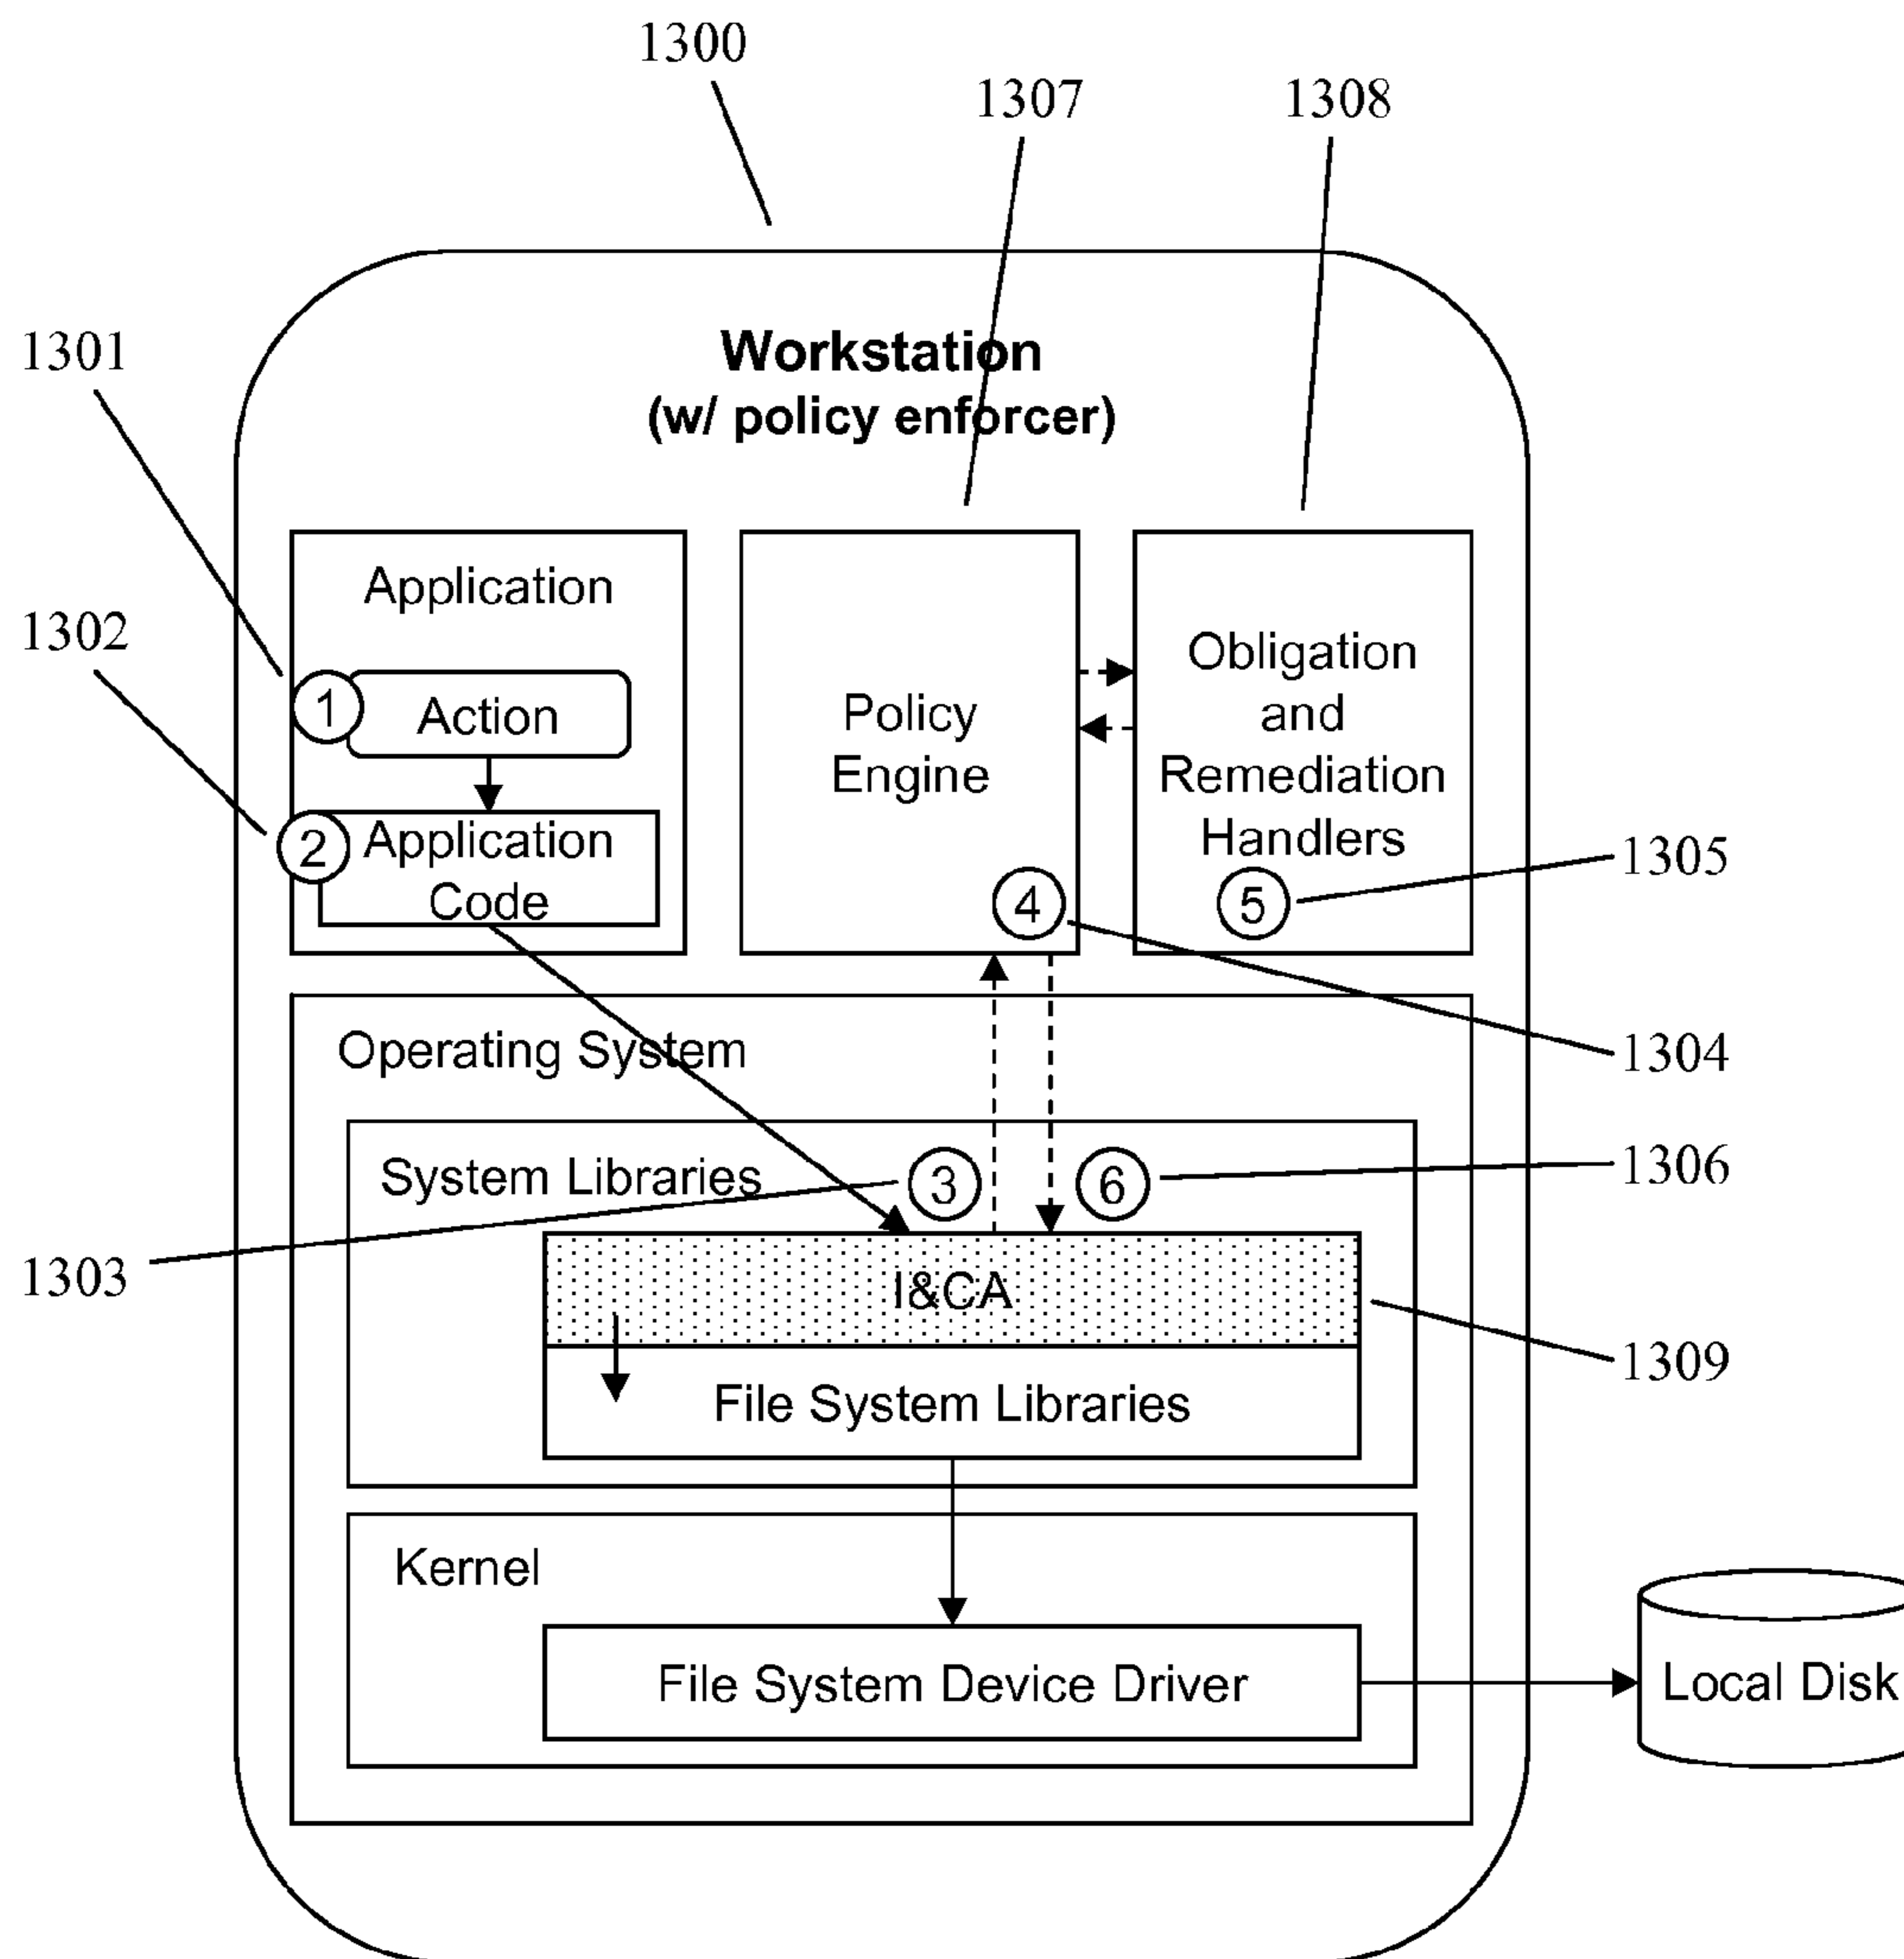 1300
1307
1308
Workstation
(w/ policy enforcer)
1301
1302
Application
1
Action
2
Application
Code
Policy
Engine
4
Obligation
and
Remediation
Handlers
5
1305
1304
Operating System
System Libraries
3
6
1306
1303
I&CA
1309
File System Libraries
Kernel
File System Device Driver
Local Disk